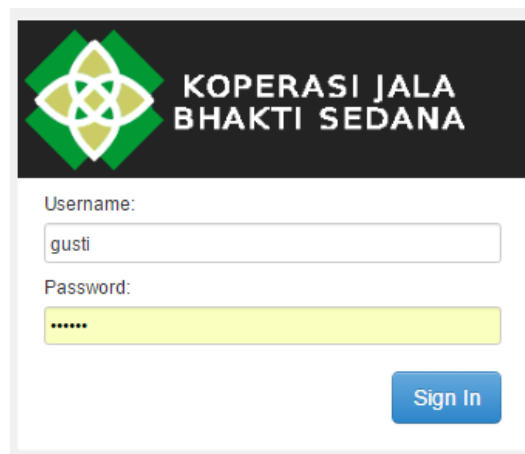 KOPERASI JALA
BHAKTI SEDANA
Username:
gusti
Password:
••••••
Sign In